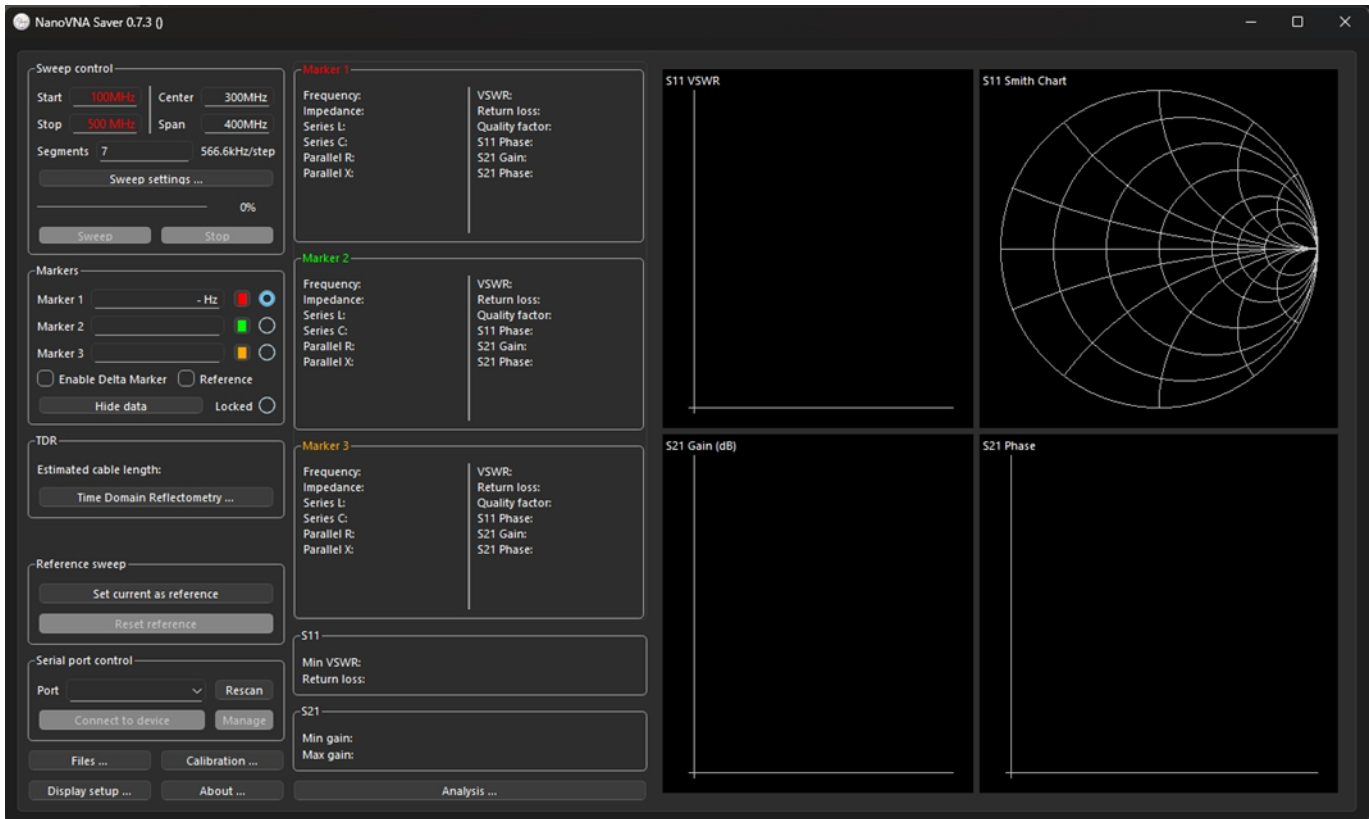 NanoVNA Saver 0.7.3 ()
Sweep control
Start 100MHz Center 300MHz
Stop 500 MHz Span 400MHz
Segments 7 566.6kHz/step
Sweep settings ...
0%
Sweep Stop
Markers
Marker 1 - Hz
Marker 2
Marker 3
Enable Delta Marker Reference
Hide data Locked
TDR
Estimated cable length:
Time Domain Reflectometry ...
Reference sweep
Set current as reference
Reset reference
Serial port control
Port Rescan
Connect to device Manage
Files ... Calibration ...
Display setup ... About ...
Marker 1
Frequency: VSWR:
Impedance: Return loss:
Series L: Quality factor:
Series C: S11 Phase:
Parallel R: S21 Gain:
Parallel X: S21 Phase:
Marker 2
Frequency: VSWR:
Impedance: Return loss:
Series L: Quality factor:
Series C: S11 Phase:
Parallel R: S21 Gain:
Parallel X: S21 Phase:
Marker 3
Frequency: VSWR:
Impedance: Return loss:
Series L: Quality factor:
Series C: S11 Phase:
Parallel R: S21 Gain:
Parallel X: S21 Phase:
S11
Min VSWR:
Return loss:
S21
Min gain:
Max gain:
Analysis ...
S11 VSWR
S11 Smith Chart
S21 Gain (dB)
S21 Phase